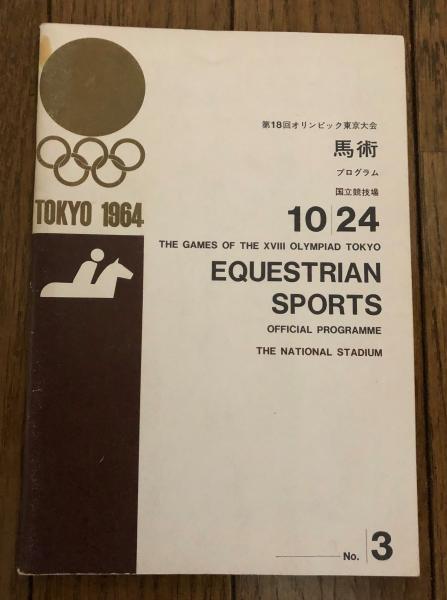 TOKYO 1964
第18回オリンピック東京大会
馬術
プログラム
国立競技場
10 24
THE GAMES OF THE XVIII OLYMPIAD TOKYO
EQUESTRIAN
SPORTS
OFFICIAL PROGRAMME
THE NATIONAL STADIUM
No. 3